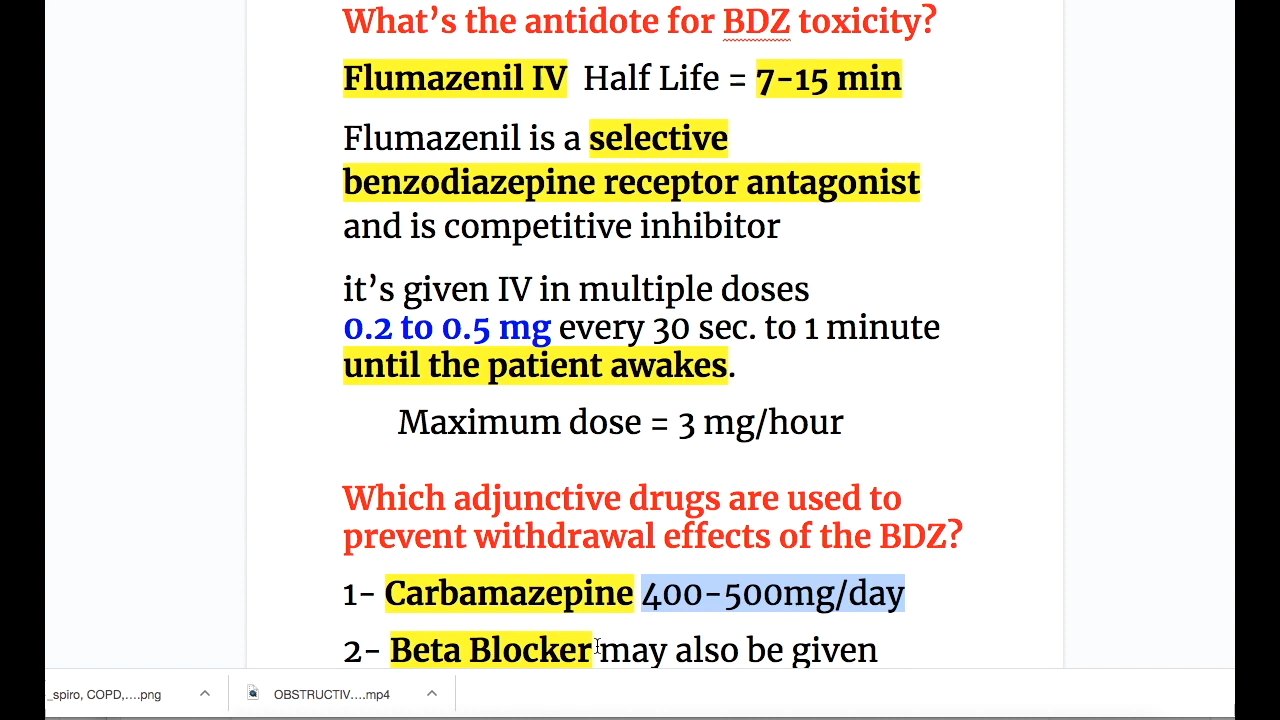 What's the antidote for BDZ toxicity?
Flumazenil IV Half Life = 7-15 min
Flumazenil is a selective
benzodiazepine receptor antagonist
and is competitive inhibitor
it's given IV in multiple doses
0.2 to 0.5 mg every 30 sec. to 1 minute
until the patient awakes.
Maximum dose = 3 mg/hour
Which adjunctive drugs are used to
prevent withdrawal effects of the BDZ?
1- Carbamazepine 400-500mg/day
2- Beta Blocker may also be given
_spiro, COPD,....png
OBSTRUCTIV....mp4